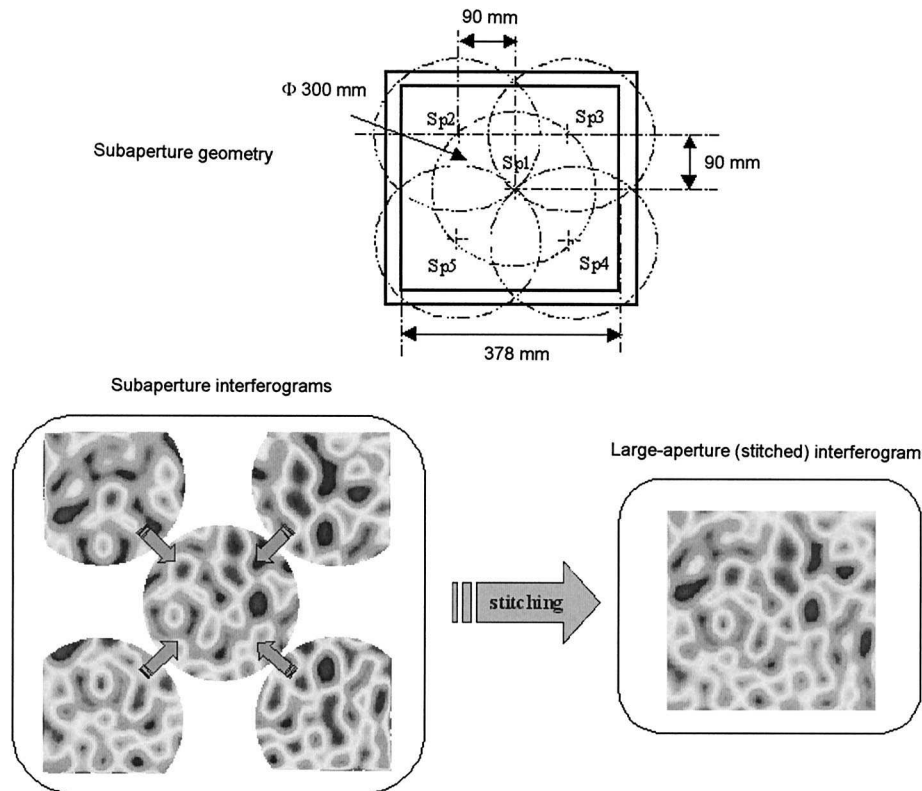 90 mm
Φ 300 mm
Sp2
Sp3
Subaperture geometry
Sp1
90 mm
Sp5
Sp4
378 mm
Subaperture interferograms
Large-aperture (stitched) interferogram
stitching